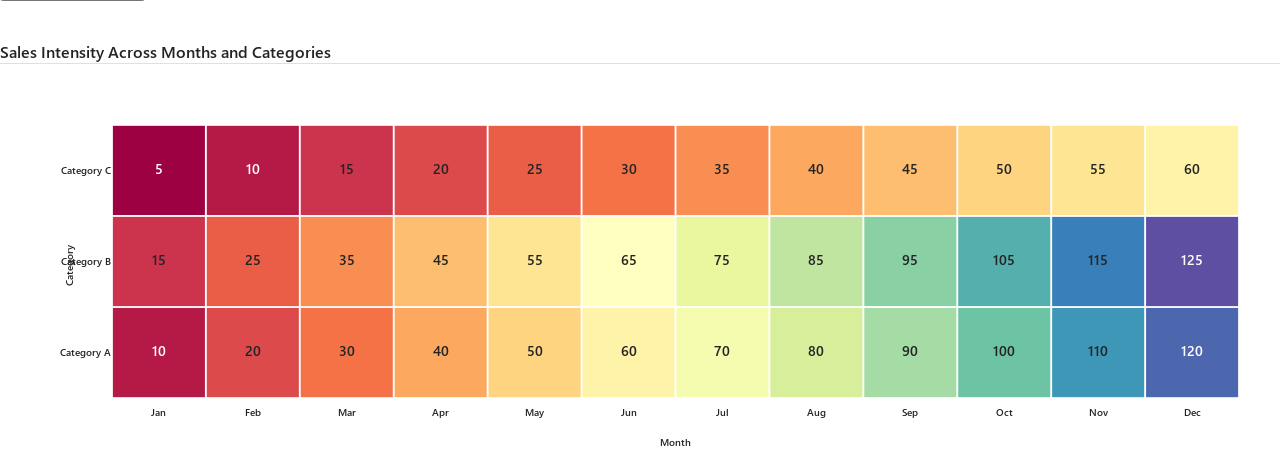 Sales Intensity Across Months and Categories
Category C 5 10 15 20 25 30 35 40 45 50 55 60
Category
Category B 15 25 35 45 55 65 75 85 95 105 115 125
Category A 10 20 30 40 50 60 70 80 90 100 110 120
Jan Feb Mar Apr May Jun Jul Aug Sep Oct Nov Dec
Month